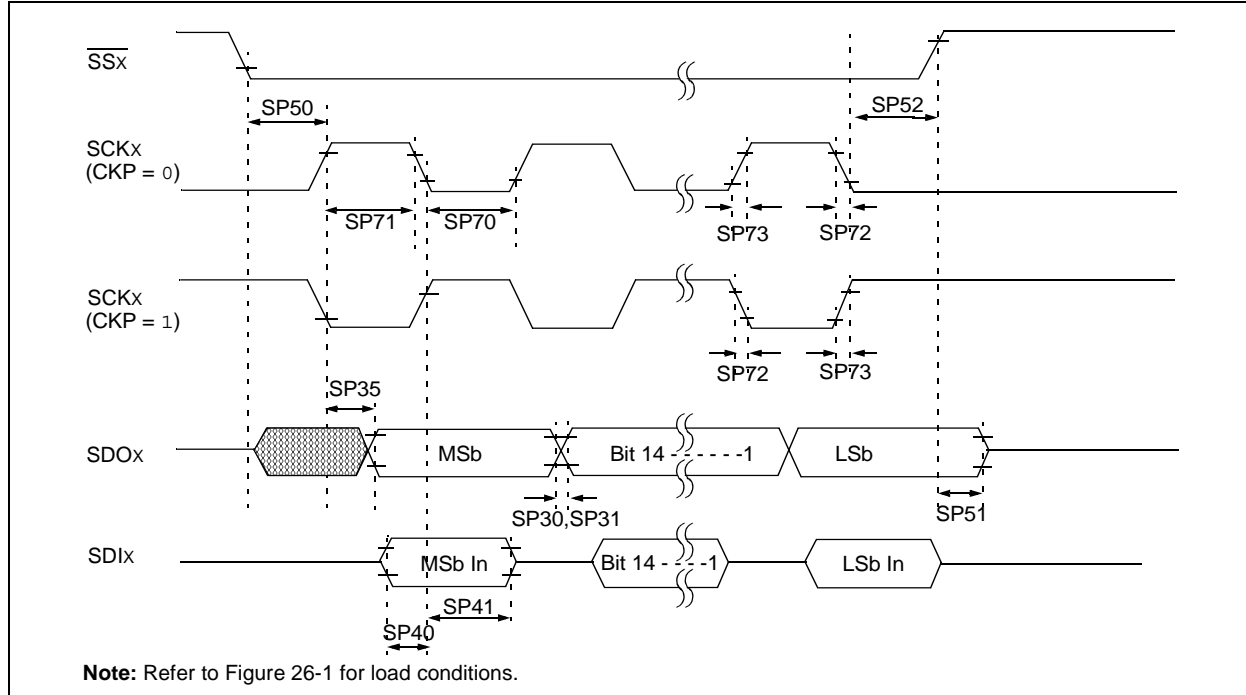 SSX
SP50
SP52
SCKX
(CKP = 0)
SP71
SP70
SP73
SP72
SCKX
(CKP = 1)
SP72
SP73
SP35
SDOX
MSb
Bit 14 - - - - - -1
LSb
SP30,SP31
SP51
SDIX
MSb In
Bit 14 - - - -1
LSb In
SP41
SP40
Note: Refer to Figure 26-1 for load conditions.